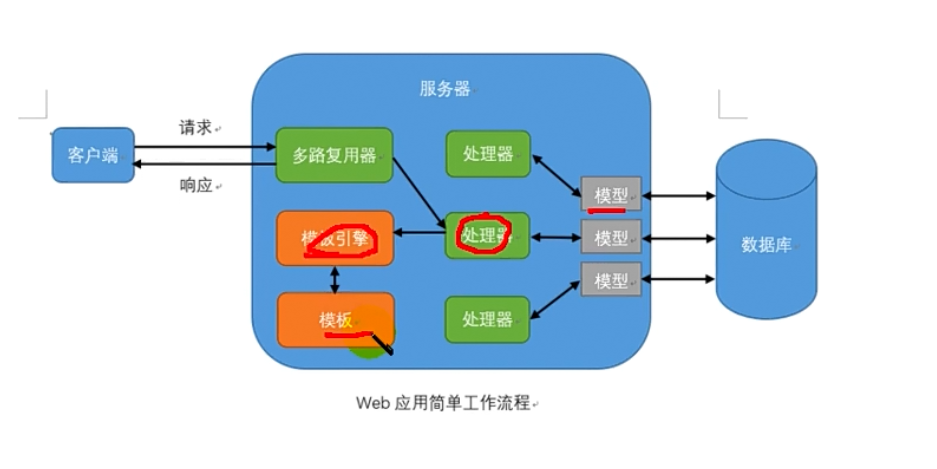 服务器
请求
客户端
多路复用器
处理器
响应
模型
模板引擎
处理器
模型
数据库
模型
模板
处理器
Web 应用简单工作流程